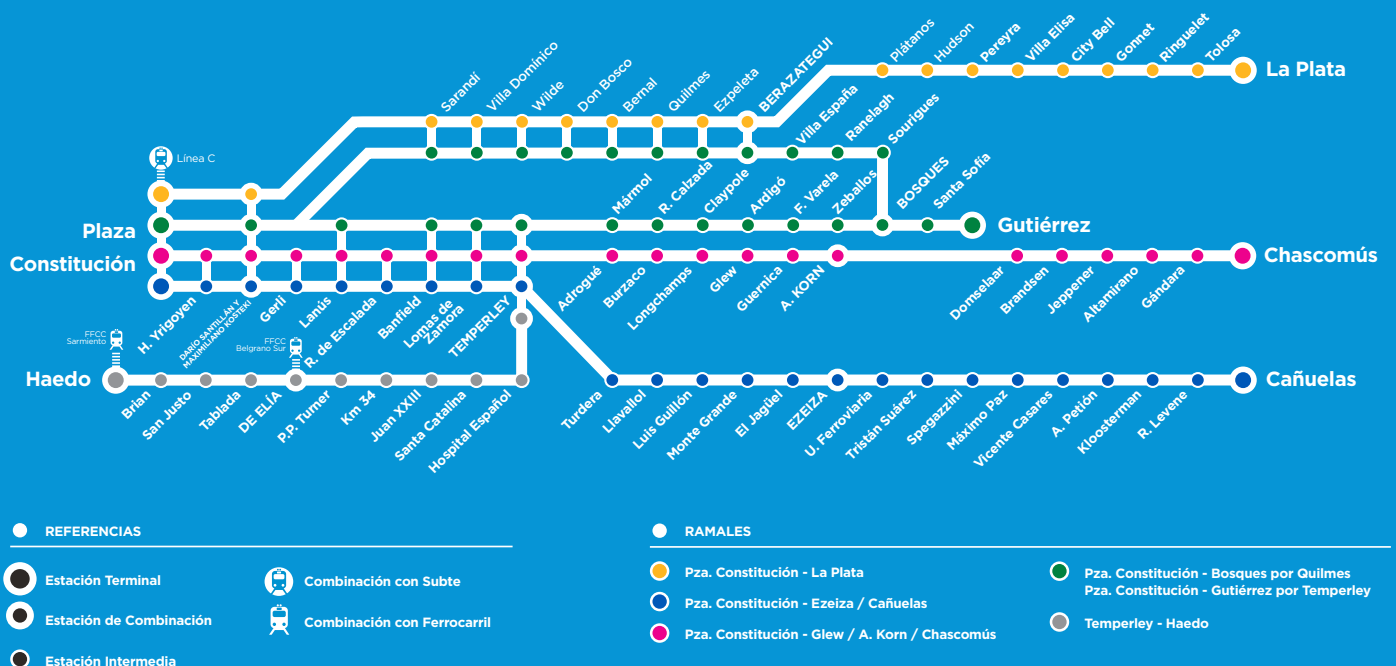 Plátanos
Hudson
Pereyra
Villa Elisa
City Bell
Gonnet
Ringuelet
Tolosa
La Plata
Sarandí
Villa Domínico
Wilde
Don Bosco
Bernal
Quilmes
Ezpeleta
BERAZATEGUI
Villa España
Ranelagh
Sourigues
Línea C
Plaza
Constitución
Mármol
R. Calzada
Claypole
Ardigó
F. Varela
Zeballos
BOSQUES
Santa Sofía
Gutiérrez
Chascomús
H. Yrigoyen
DARÍO SANTILLÁN Y
MAXIMILIANO KOSTEKI
Gerli
Lanús
R. de Escalada
Banfield
Lomas de
Zamora
TEMPERLEY
Adrogué
Burzaco
Longchamps
Glew
Guernica
A. KORN
Domselaar
Brandsen
Jeppener
Altamirano
Gándara
FFCC
Sarmiento
FFCC
Belgrano Sur
Haedo
Brian
San Justo
Tablada
DE ELÍA
P.P. Turner
Km 34
Juan XXIII
Santa Catalina
Hospital Español
Turdera
Llavallol
Luis Guillón
Monte Grande
El Jagüel
EZEIZA
U. Ferroviaria
Tristán Suárez
Spegazzini
Máximo Paz
Vicente Casares
A. Petión
Kloosterman
R. Levene
Cañuelas
REFERENCIAS
Estación Terminal
Estación de Combinación
Estación Intermedia
Combinación con Subte
Combinación con Ferrocarril
RAMALES
Pza. Constitución - La Plata
Pza. Constitución - Ezeiza / Cañuelas
Pza. Constitución - Glew / A. Korn / Chascomús
Pza. Constitución - Bosques por Quilmes
Pza. Constitución - Gutiérrez por Temperley
Temperley - Haedo